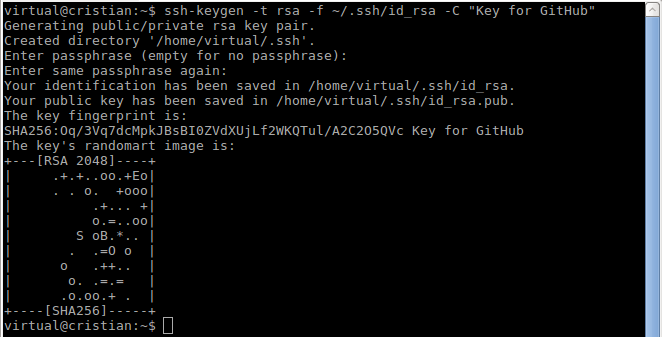 virtual@cristian:~$ ssh-keygen -t rsa -f ~/.ssh/id_rsa -C "Key for GitHub"
Generating public/private rsa key pair.
Created directory '/home/virtual/.ssh'.
Enter passphrase (empty for no passphrase):
Enter same passphrase again:
Your identification has been saved in /home/virtual/.ssh/id_rsa.
Your public key has been saved in /home/virtual/.ssh/id_rsa.pub.
The key fingerprint is:
SHA256:Oq/3Vq7dcMpkJBsBI0ZVdXUjLf2WKQTul/A2C2O5QVc Key for GitHub
The key's randomart image is:
+---[RSA 2048]----+
|     .+.+..oo.+Eo|
|     . . o.  +ooo|
|          .+... +|
|          o.=..oo|
|        S oB.*.. |
|       .  .=O o  |
|      o   .++..  |
|       o. .=.=   |
|      .o.oo.+ .  |
+----[SHA256]-----+
virtual@cristian:~$